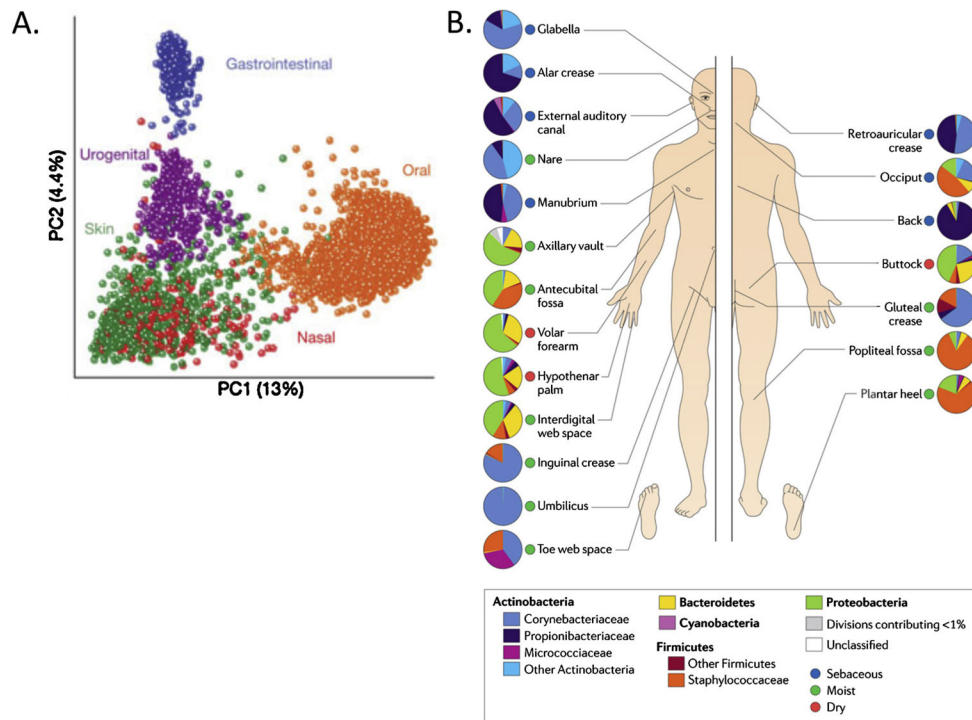 A.
Gastrointestinal
Urogenital
Oral
Skin
Nasal
PC2 (4.4%)
PC1 (13%)
B.
Glabella
Alar crease
External auditory
canal
Nare
Manubrium
Axillary vault
Antecubital
fossa
Volar
forearm
Hypothenar
palm
Interdigital
web space
Inguinal crease
Umbilicus
Toe web space
Retroauricular
crease
Occiput
Back
Buttock
Gluteal
crease
Popliteal fossa
Plantar heel
Actinobacteria
Corynebacteriaceae
Propionibacteriaceae
Micrococciaceae
Other Actinobacteria
Bacteroidetes
Cyanobacteria
Firmicutes
Other Firmicutes
Staphylococcaceae
Proteobacteria
Divisions contributing <1%
Unclassified
Sebaceous
Moist
Dry